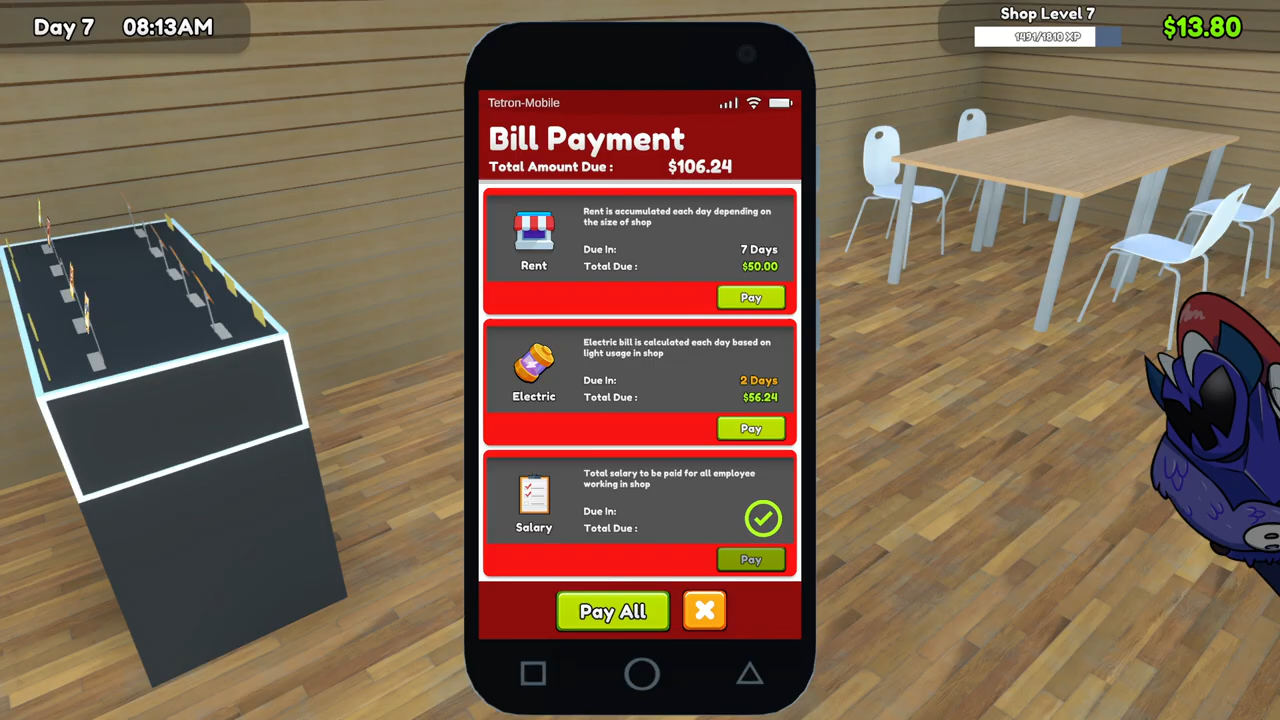 Day 7 08:13AM
Shop Level 7
1491/1810 XP
$13.80
Tetron-Mobile
Bill Payment
Total Amount Due : $106.24
Rent is accumulated each day depending on
the size of shop
Due In: 7 Days
Total Due : $50.00
Rent
Pay
Electric bill is calculated each day based on
light usage in shop
Due In: 2 Days
Total Due : $56.24
Electric
Pay
Total salary to be paid for all employee
working in shop
Due In:
Total Due :
Salary
Pay
Pay All